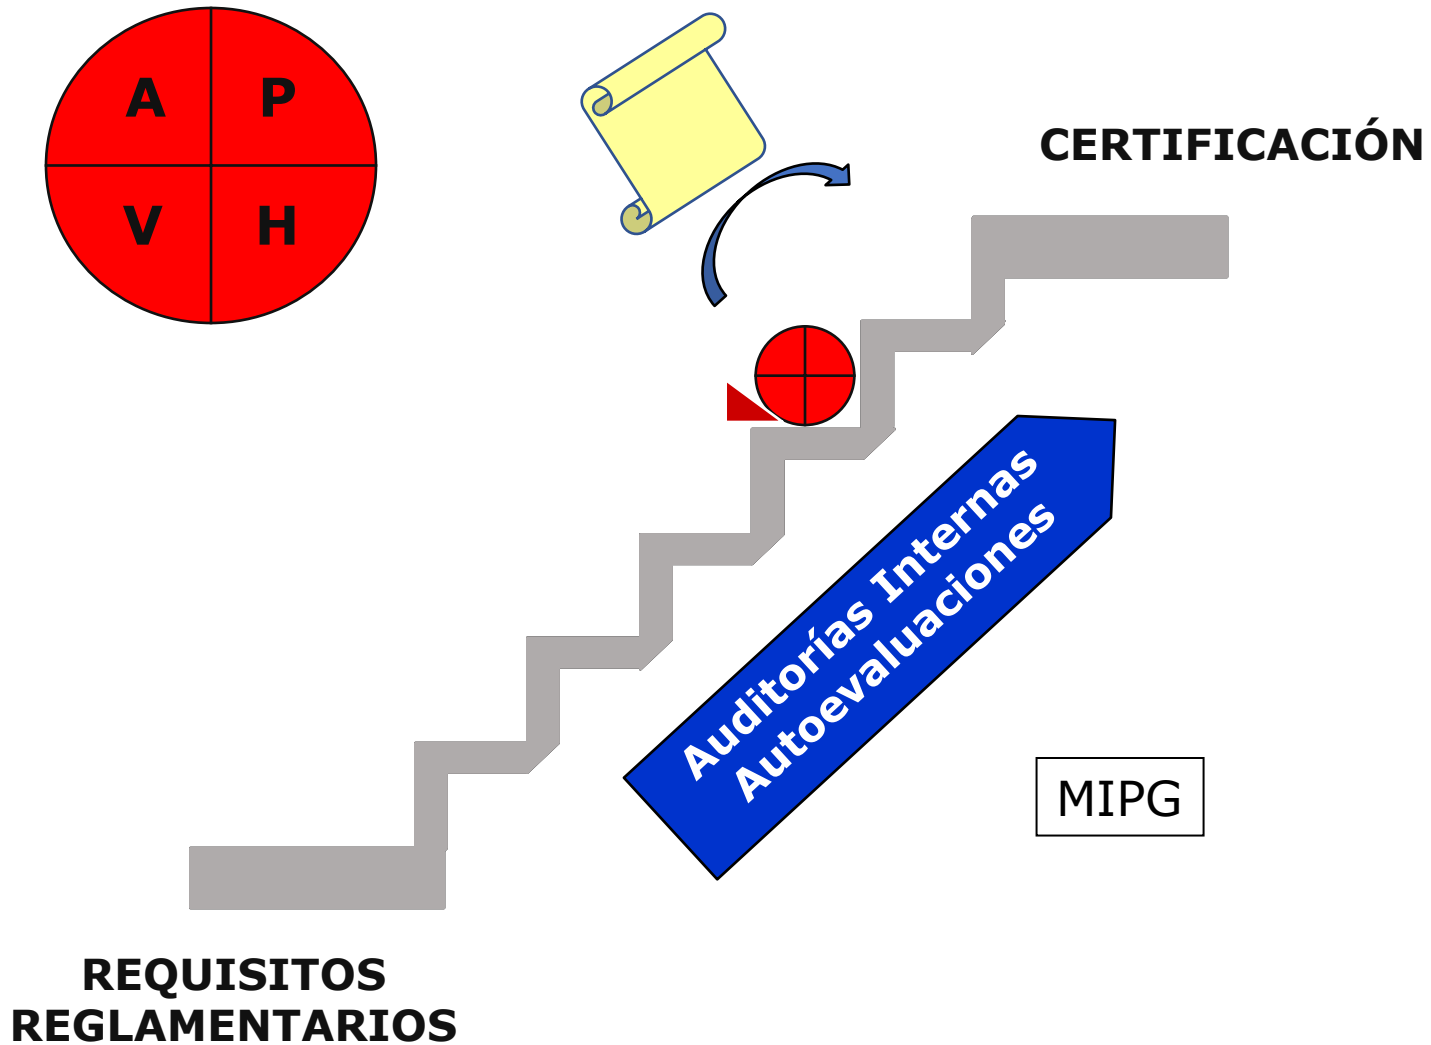 A P
V H
CERTIFICACIÓN
Auditorías Internas
Autoevaluaciones
MIPG
REQUISITOS
REGLAMENTARIOS